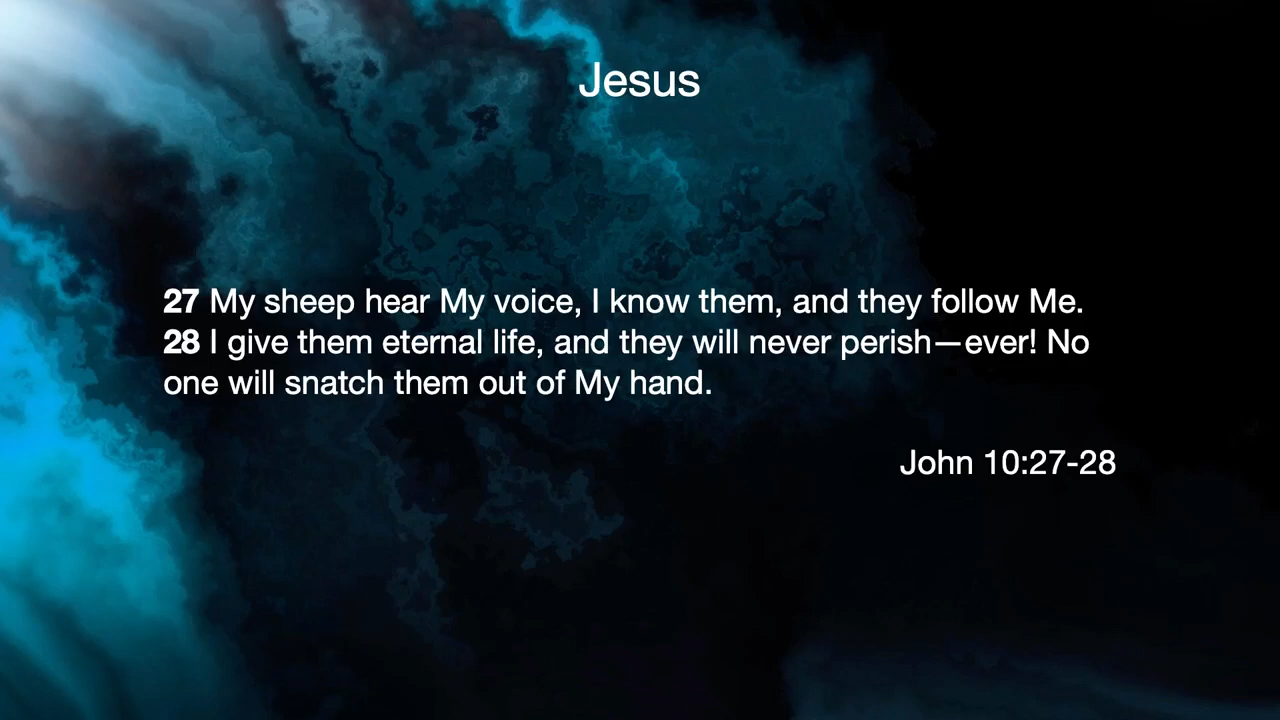 Jesus
27 My sheep hear My voice, I know them, and they follow Me.
28 I give them eternal life, and they will never perish—ever! No
one will snatch them out of My hand.
John 10:27-28